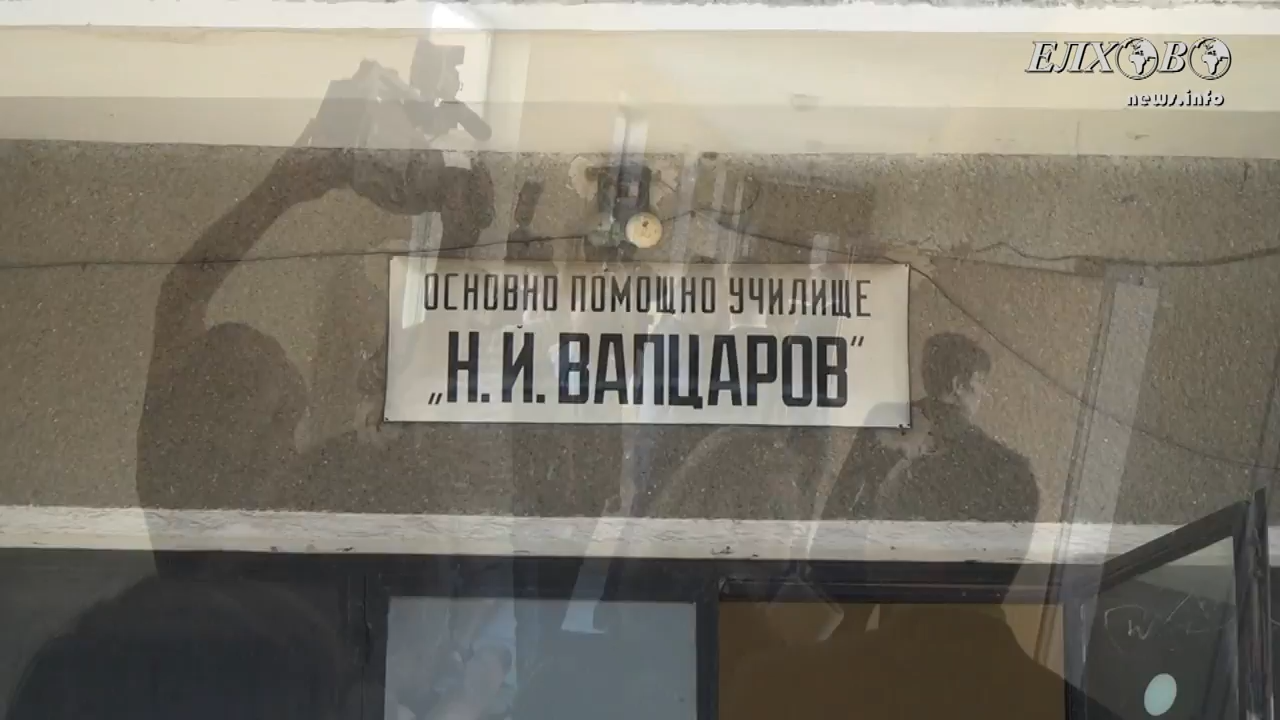 ЕЛХОВО
news.info
ОСНОВНО ПОМОЩНО УЧИЛИЩЕ
„Н. Й. ВАПЦАРОВ“